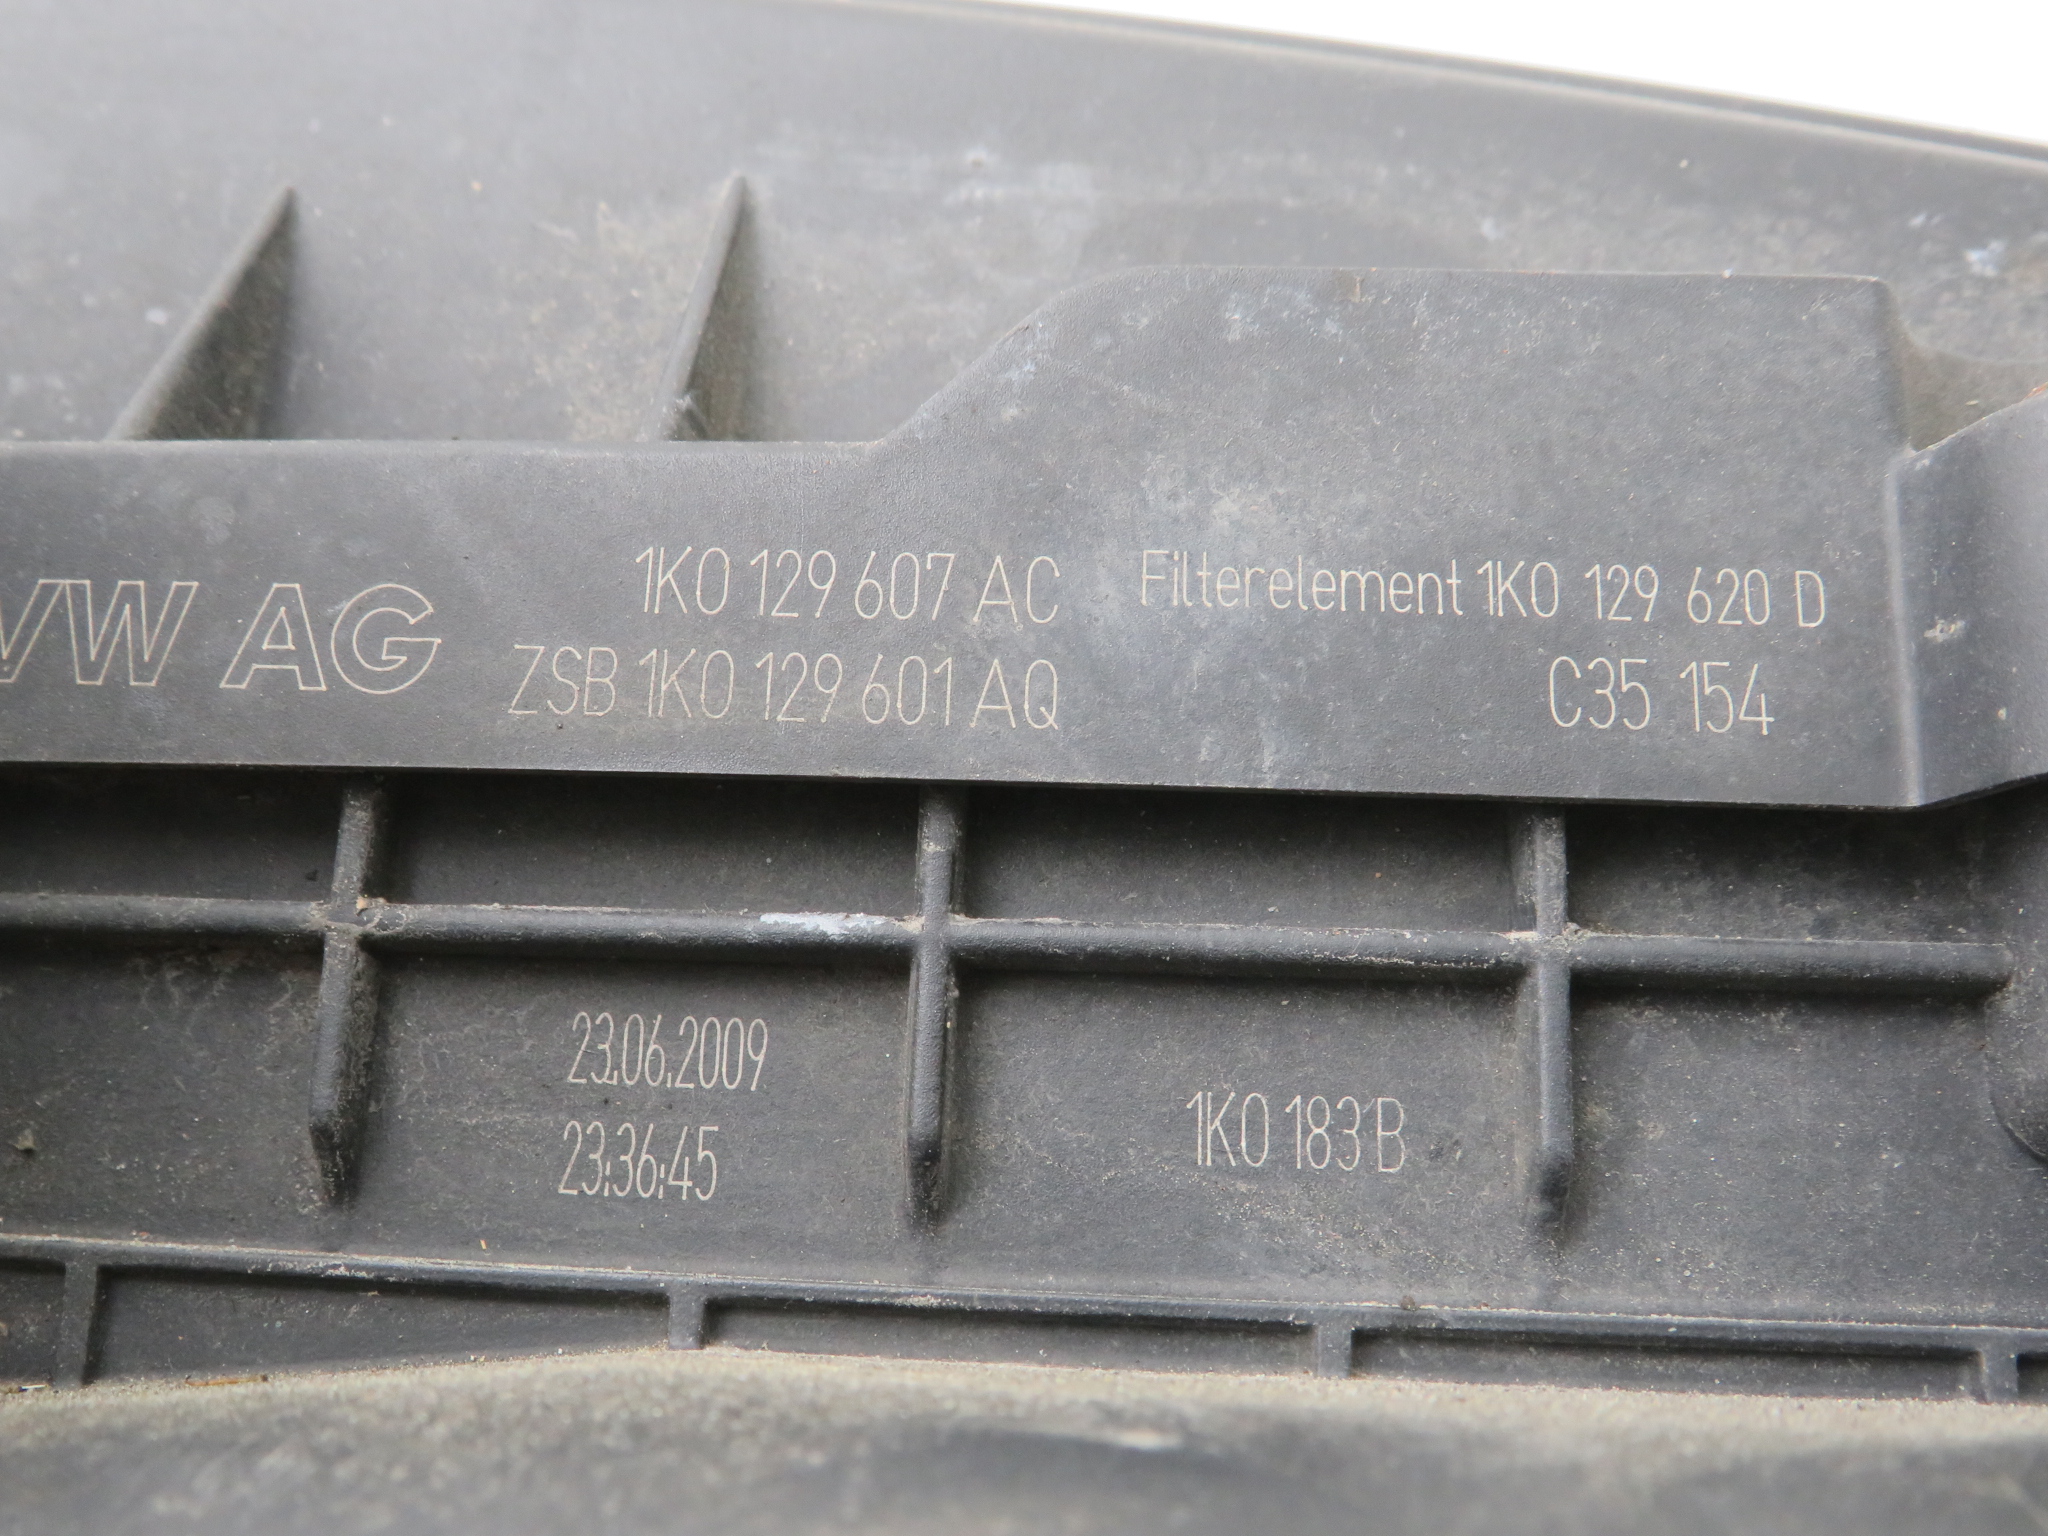 VW AG
1K0 129 607 AC
ZSB 1K0 129 601 AQ
Filterelement 1K0 129 620 D
C35 154
23.06.2009
23:36:45
1K0 183 B